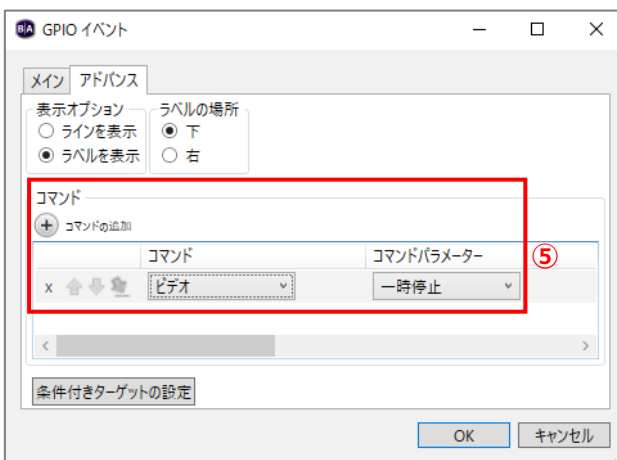 BA GPIO イベント
メイン アドバンス
表示オプション ラベルの場所
ラインを表示 下
ラベルを表示 右
コマンド
コマンドの追加
コマンド コマンドパラメーター ⑤
x ビデオ 一時停止
条件付きターゲットの設定
OK キャンセル